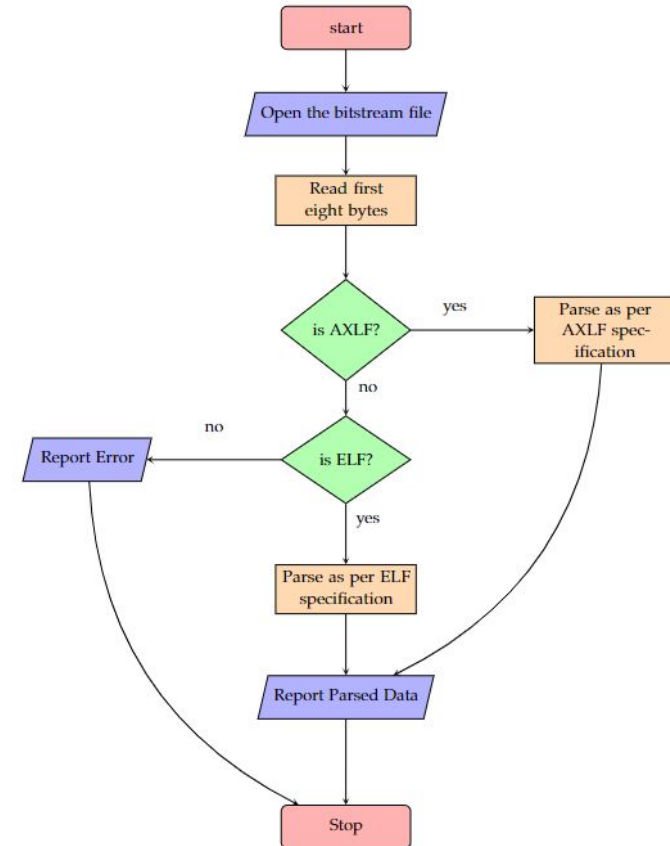 start
Open the bitstream file
Read first
eight bytes
is AXLF?
yes
Parse as per
AXLF spec-
ification
no
is ELF?
no
Report Error
yes
Parse as per ELF
specification
Report Parsed Data
Stop